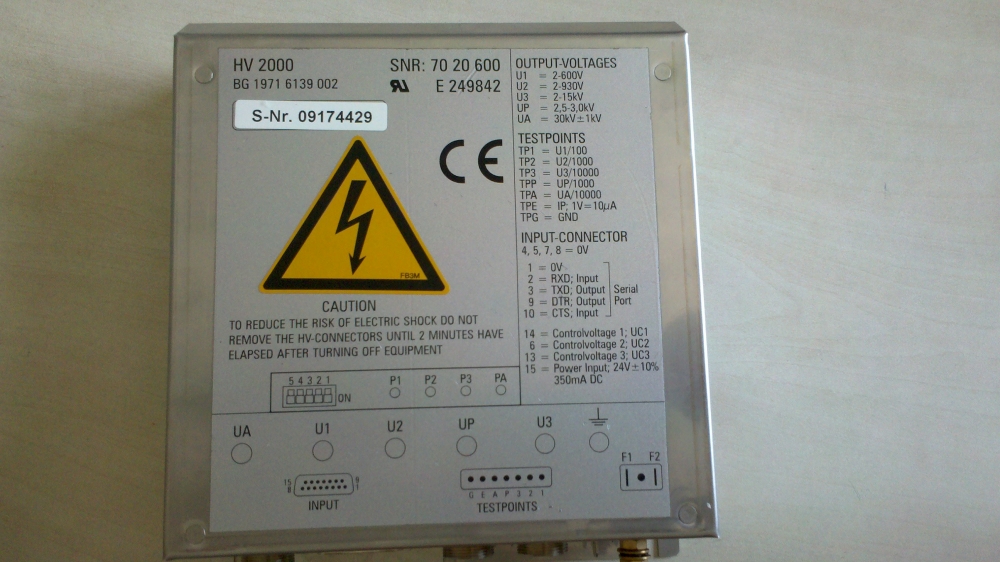 HV 2000
SNR: 70 20 600
BG 1971 6139 002
E 249842
S-Nr. 09174429
CE
FB3M
CAUTION
TO REDUCE THE RISK OF ELECTRIC SHOCK DO NOT
REMOVE THE HV-CONNECTORS UNTIL 2 MINUTES HAVE
ELAPSED AFTER TURNING OFF EQUIPMENT
OUTPUT-VOLTAGES
U1 = 2-600V
U2 = 2-930V
U3 = 2-15kV
UP = 2,5-3,0kV
UA = 30kV±1kV
TESTPOINTS
TP1 = U1/100
TP2 = U2/1000
TP3 = U3/10000
TPP = UP/1000
TPA = UA/10000
TPE = IP; 1V=10µA
TPG = GND
INPUT-CONNECTOR
4, 5, 7, 8 = 0V
1 = 0V
2 = RXD; Input
3 = TXD; Output
9 = DTR; Output
10 = CTS; Input
Serial
Port
14 = Controlvoltage 1; UC1
6 = Controlvoltage 2; UC2
13 = Controlvoltage 3; UC3
15 = Power Input; 24V±10%
350mA DC
5 4 3 2 1
ON
P1 P2 P3 PA
UA U1 U2 UP U3
F1 F2
15 9
8 1
INPUT
G E A P 3 2 1
TESTPOINTS